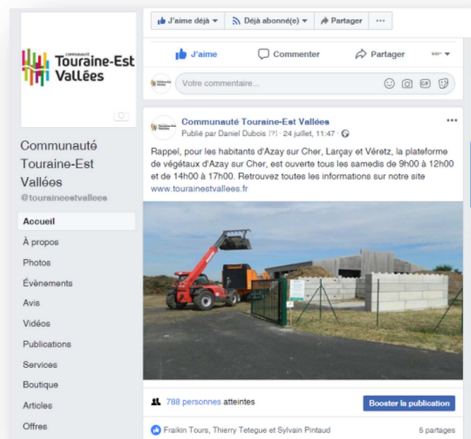 COMMUNAUTÉ
Touraine-Est
Vallées
Communauté
Touraine-Est
Vallées
@touraineestvallees
Accueil
À propos
Photos
Évènements
Avis
Vidéos
Publications
Services
Boutique
Articles
Offres
J'aime déjà
Déjà abonné(e)
Partager
J'aime
Commenter
Partager
Votre commentaire...
GIF
Communauté Touraine-Est Vallées
Publié par Daniel Dubois [?] · 24 juillet, 11:47 ·
Rappel, pour les habitants d'Azay sur Cher, Larçay et Véretz, la plateforme
de végétaux d'Azay sur Cher, est ouverte tous les samedis de 9h00 à 12h00
et de 14h00 à 17h00. Retrouvez toutes les informations sur notre site
www.tourainestvallees.fr
788 personnes atteintes
Booster la publication
Fraikin Tours, Thierry Tetegue et Sylvain Pintaud
5 partages